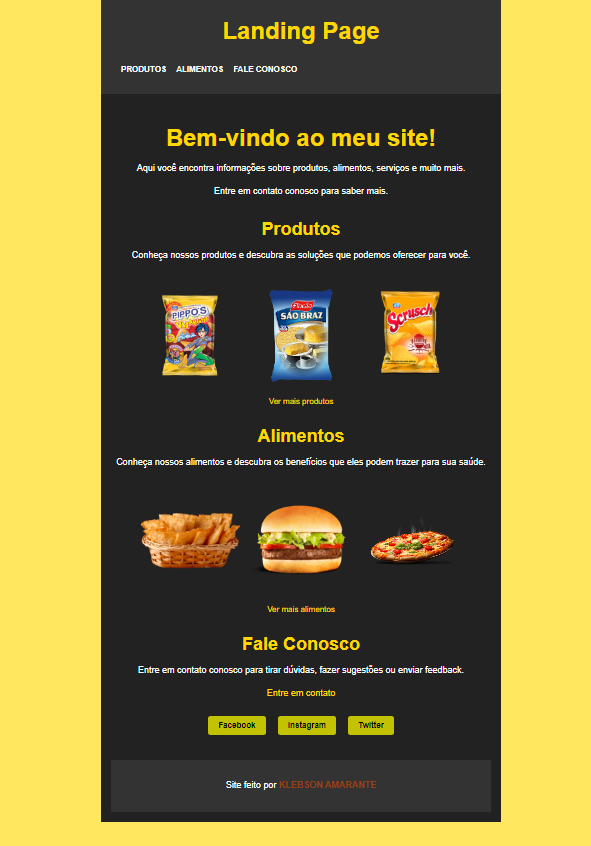 Landing Page
PRODUTOS ALIMENTOS FALE CONOSCO
Bem-vindo ao meu site!
Aqui você encontra informações sobre produtos, alimentos, serviços e muito mais.
Entre em contato conosco para saber mais.
Produtos
Conheça nossos produtos e descubra as soluções que podemos oferecer para você.
PIPPO'S
SÃO BRAZ
Scrusch
Ver mais produtos
Alimentos
Conheça nossos alimentos e descubra os benefícios que eles podem trazer para sua saúde.
Ver mais alimentos
Fale Conosco
Entre em contato conosco para tirar dúvidas, fazer sugestões ou enviar feedback.
Entre em contato
Facebook Instagram Twitter
Site feito por KLEBSON AMARANTE